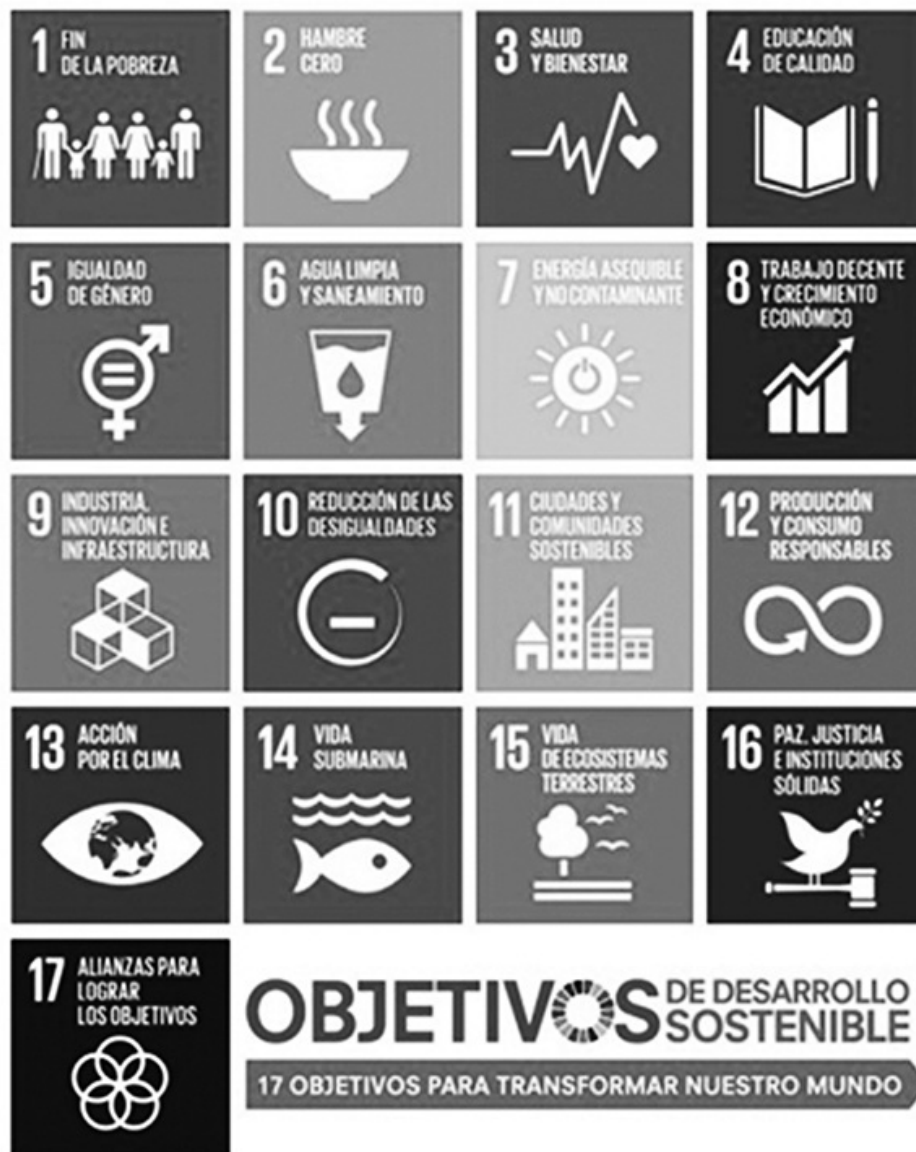 1 FIN
DE LA POBREZA
2 HAMBRE
CERO
3 SALUD
Y BIENESTAR
4 EDUCACIÓN
DE CALIDAD
5 IGUALDAD
DE GÉNERO
6 AGUA LIMPIA
Y SANEAMIENTO
7 ENERGÍA ASEQUIBLE
Y NO CONTAMINANTE
8 TRABAJO DECENTE
Y CRECIMIENTO
ECONÓMICO
9 INDUSTRIA,
INNOVACIÓN E
INFRAESTRUCTURA
10 REDUCCIÓN DE LAS
DESIGUALDADES
11 CIUDADES Y
COMUNIDADES
SOSTENIBLES
12 PRODUCCIÓN
Y CONSUMO
RESPONSABLES
13 ACCIÓN
POR EL CLIMA
14 VIDA
SUBMARINA
15 VIDA
DE ECOSISTEMAS
TERRESTRES
16 PAZ, JUSTICIA
E INSTITUCIONES
SÓLIDAS
17 ALIANZAS PARA
LOGRAR
LOS OBJETIVOS
OBJETIVOS DE DESARROLLO
SOSTENIBLE
17 OBJETIVOS PARA TRANSFORMAR NUESTRO MUNDO